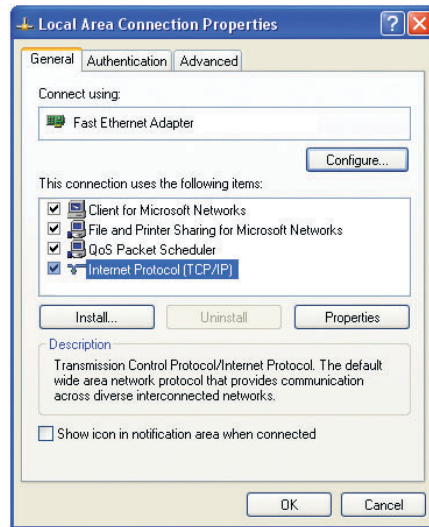 Local Area Connection Properties
General Authentication Advanced
Connect using:
Fast Ethernet Adapter
Configure...
This connection uses the following items:
Client for Microsoft Networks
File and Printer Sharing for Microsoft Networks
QoS Packet Scheduler
Internet Protocol (TCP/IP)
Install... Uninstall Properties
Description
Transmission Control Protocol/Internet Protocol. The default
wide area network protocol that provides communication
across diverse interconnected networks.
Show icon in notification area when connected
OK Cancel